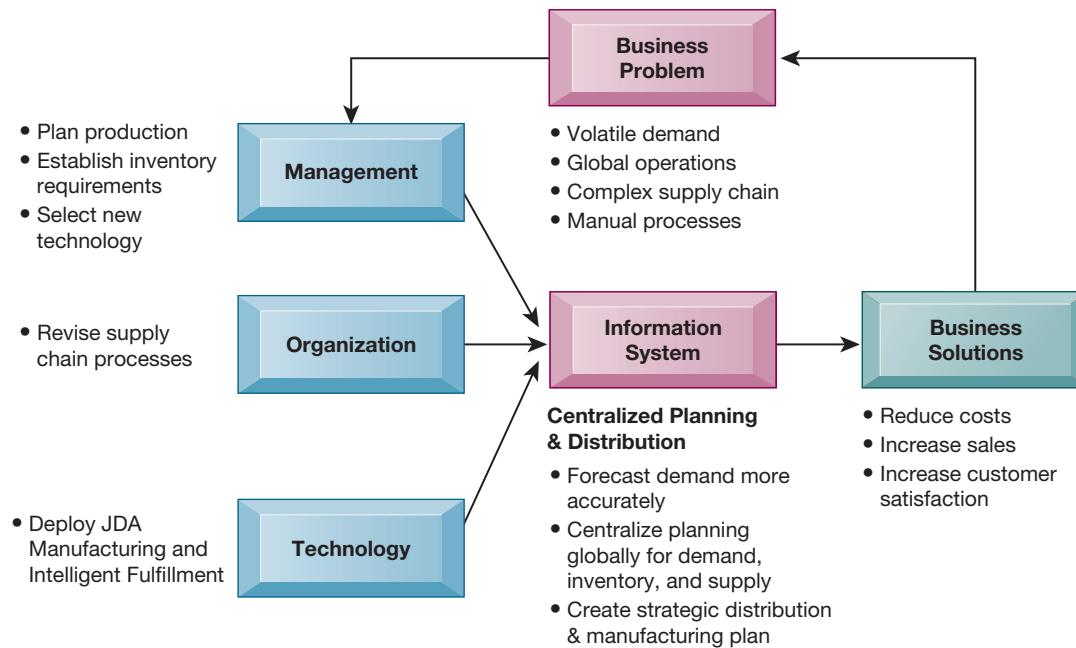 Business
Problem
• Volatile demand
• Global operations
• Complex supply chain
• Manual processes
• Plan production
• Establish inventory
requirements
• Select new
technology
Management
• Revise supply
chain processes
Organization
• Deploy JDA
Manufacturing and
Intelligent Fulfillment
Technology
Information
System
Centralized Planning
& Distribution
• Forecast demand more
accurately
• Centralize planning
globally for demand,
inventory, and supply
• Create strategic distribution
& manufacturing plan
Business
Solutions
• Reduce costs
• Increase sales
• Increase customer
satisfaction